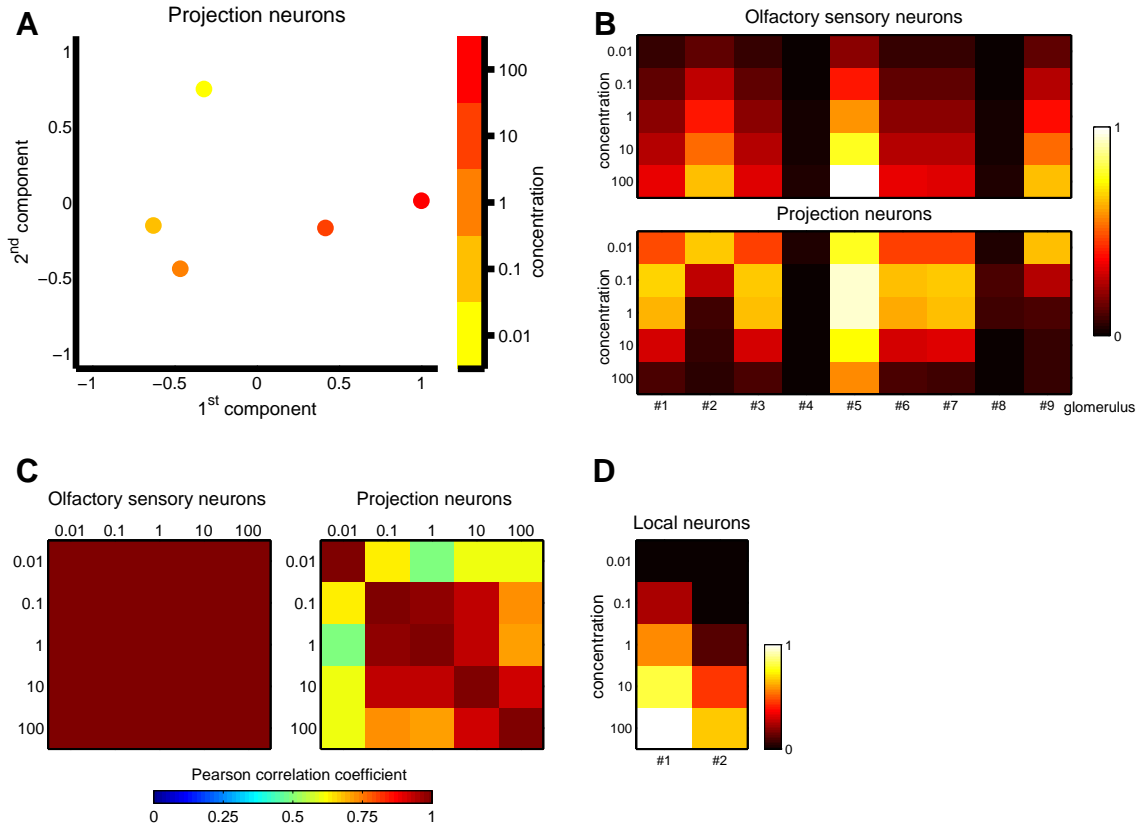 A
Projection neurons
1
0.5
0
−0.5
−1
2nd component
−1
−0.5
0
0.5
1
1st component
100
10
1
0.1
0.01
concentration
B
Olfactory sensory neurons
0.01
0.1
1
10
100
concentration
Projection neurons
0.01
0.1
1
10
100
concentration
#1 #2 #3 #4 #5 #6 #7 #8 #9 glomerulus
1
0
C
Olfactory sensory neurons
0.01 0.1 1 10 100
0.01
0.1
1
10
100
Projection neurons
0.01 0.1 1 10 100
0.01
0.1
1
10
100
Pearson correlation coefficient
0 0.25 0.5 0.75 1
D
Local neurons
0.01
0.1
1
10
100
concentration
#1 #2
1
0